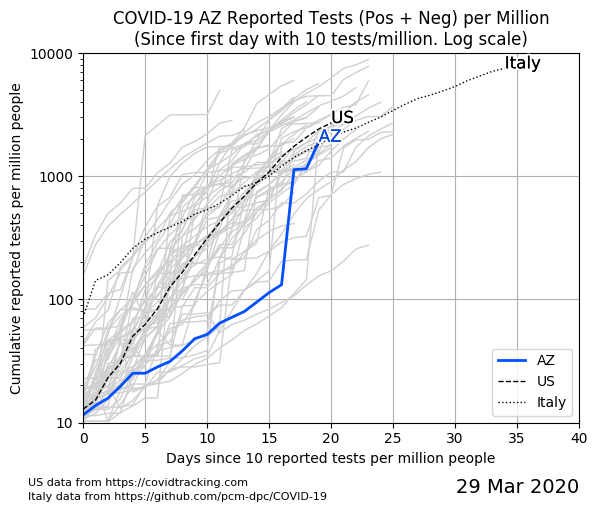 COVID-19 AZ Reported Tests (Pos + Neg) per Million
(Since first day with 10 tests/million. Log scale)
Cumulative reported tests per million people
10000
1000
100
10
Italy
US
AZ
AZ
US
Italy
0 5 10 15 20 25 30 35 40
Days since 10 reported tests per million people
US data from https://covidtracking.com
Italy data from https://github.com/pcm-dpc/COVID-19
29 Mar 2020